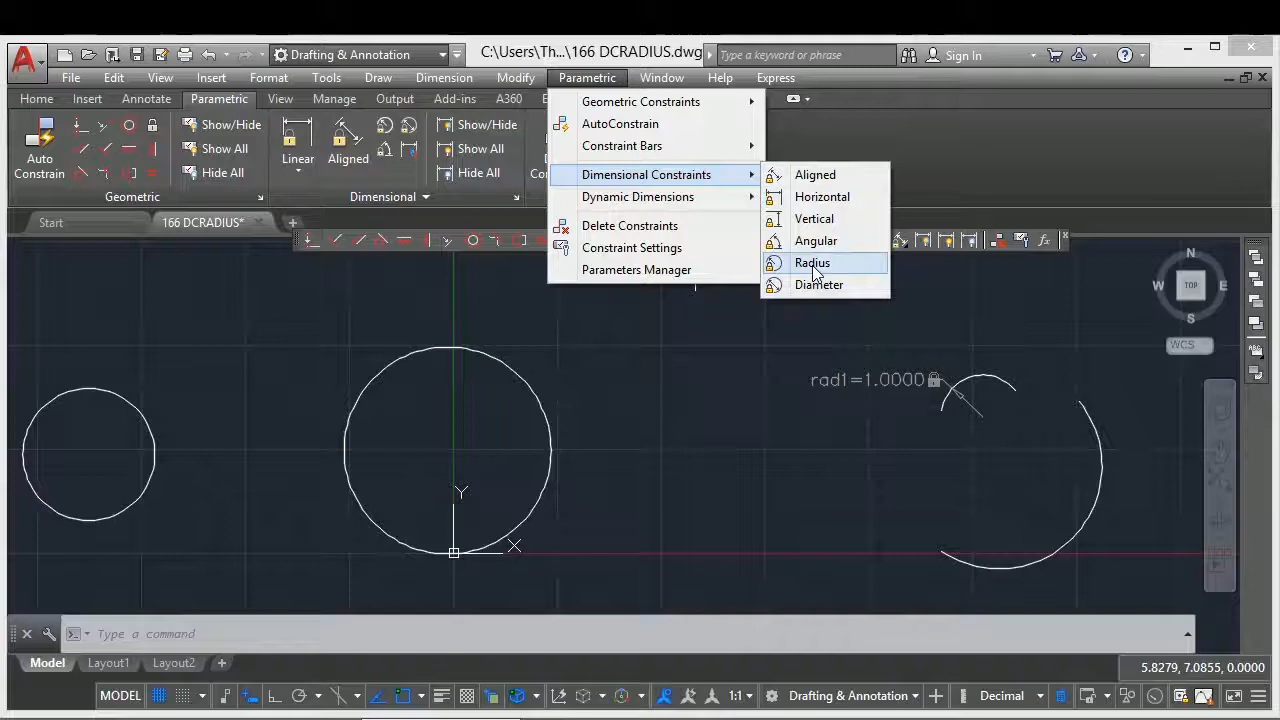 Drafting & Annotation
C:\Users\Th...\166 DCRADIUS.dwg
Type a keyword or phrase
Sign In
File Edit View Insert Format Tools Draw Dimension Modify Parametric Window Help Express
Home Insert Annotate Parametric View Manage Output Add-ins A360
Auto
Constrain
Show/Hide
Show All
Hide All
Geometric
Linear
Aligned
Show/Hide
Show All
Hide All
Dimensional
Geometric Constraints
AutoConstrain
Constraint Bars
Dimensional Constraints
Dynamic Dimensions
Delete Constraints
Constraint Settings
Parameters Manager
Aligned
Horizontal
Vertical
Angular
Radius
Diameter
Start
166 DCRADIUS*
N
W TOP E
S
WCS
rad1=1.0000
Y
X
Type a command
Model Layout1 Layout2
5.8279, 7.0855, 0.0000
MODEL
1:1
Drafting & Annotation
Decimal